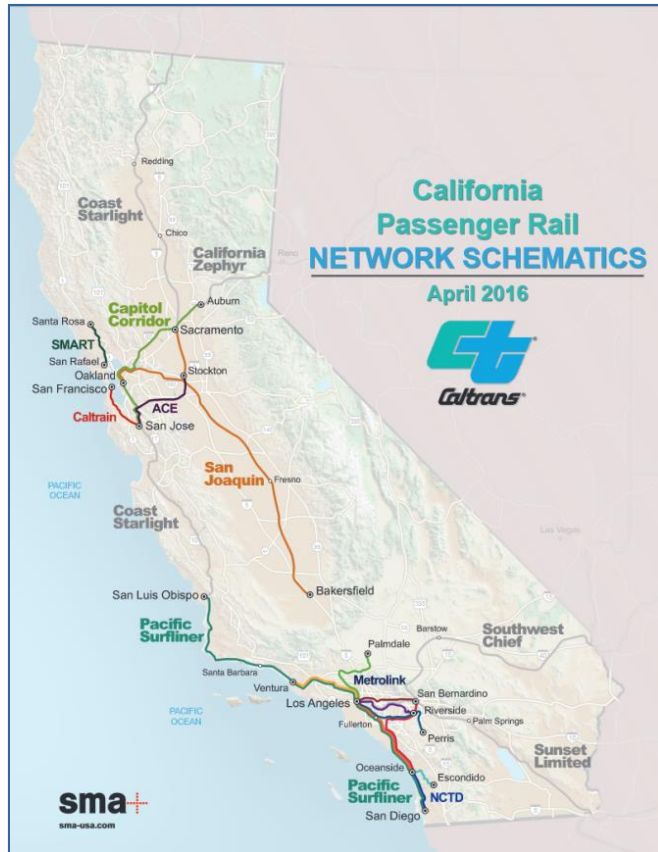 California
Passenger Rail
NETWORK SCHEMATICS
April 2016
Caltrans
Redding
Coast
Starlight
Chico
California
Zephyr
Reno
Auburn
Capitol
Corridor
Santa Rosa
Sacramento
SMART
San Rafael
Oakland
Stockton
San Francisco
ACE
Caltrain
San Jose
San
Joaquin
Fresno
PACIFIC
OCEAN
Coast
Starlight
Las Vegas
San Luis Obispo
Bakersfield
Pacific
Surfliner
Palmdale
Barstow
Southwest
Chief
Santa Barbara
Metrolink
Ventura
San Bernardino
Los Angeles
Riverside
Palm Springs
PACIFIC
OCEAN
Fullerton
Perris
Sunset
Limited
Oceanside
Escondido
Pacific
Surfliner
NCTD
San Diego
sma+
sma-usa.com